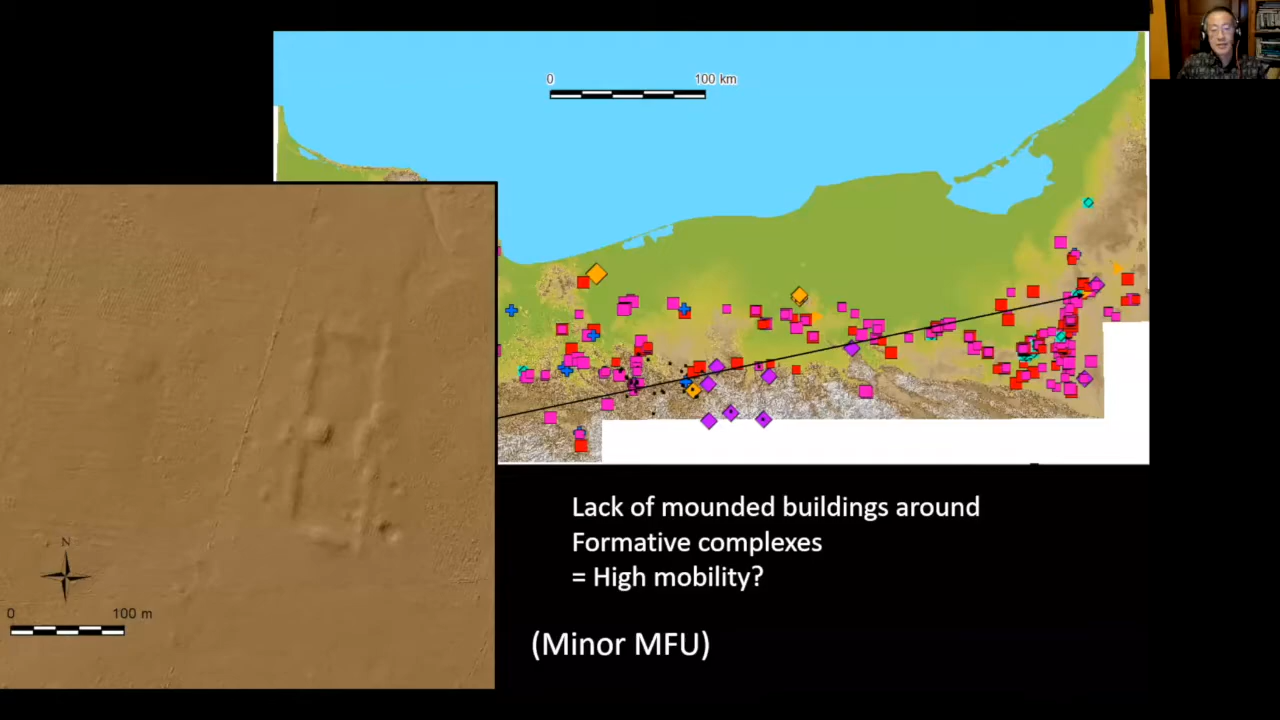 0 100 km
N
0 100 m
Lack of mounded buildings around
Formative complexes
= High mobility?
(Minor MFU)